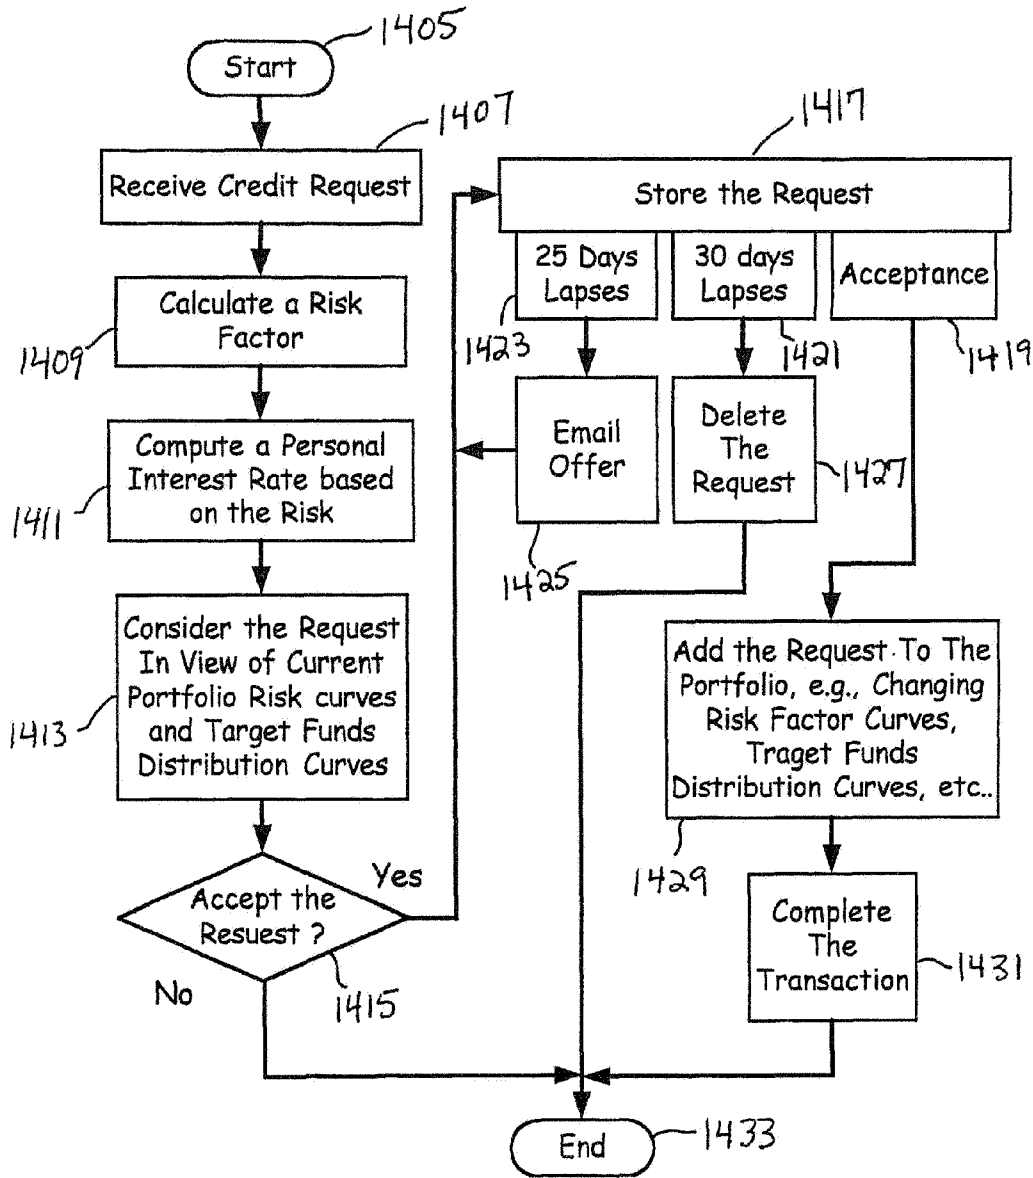 1405
Start
1407
Receive Credit Request
Calculate a Risk
Factor
1409
Compute a Personal
Interest Rate based
on the Risk
1411
Consider the Request
In View of Current
Portfolio Risk curves
and Target Funds
Distribution Curves
1413
Accept the
Resuest ?
Yes
No
1415
1417
Store the Request
25 Days
Lapses
1423
30 days
Lapses
1421
Acceptance
1419
Email
Offer
1425
Delete
The
Request
1427
Add the Request To The
Portfolio, e.g., Changing
Risk Factor Curves,
Traget Funds
Distribution Curves, etc..
1429
Complete
The
Transaction
1431
End
1433